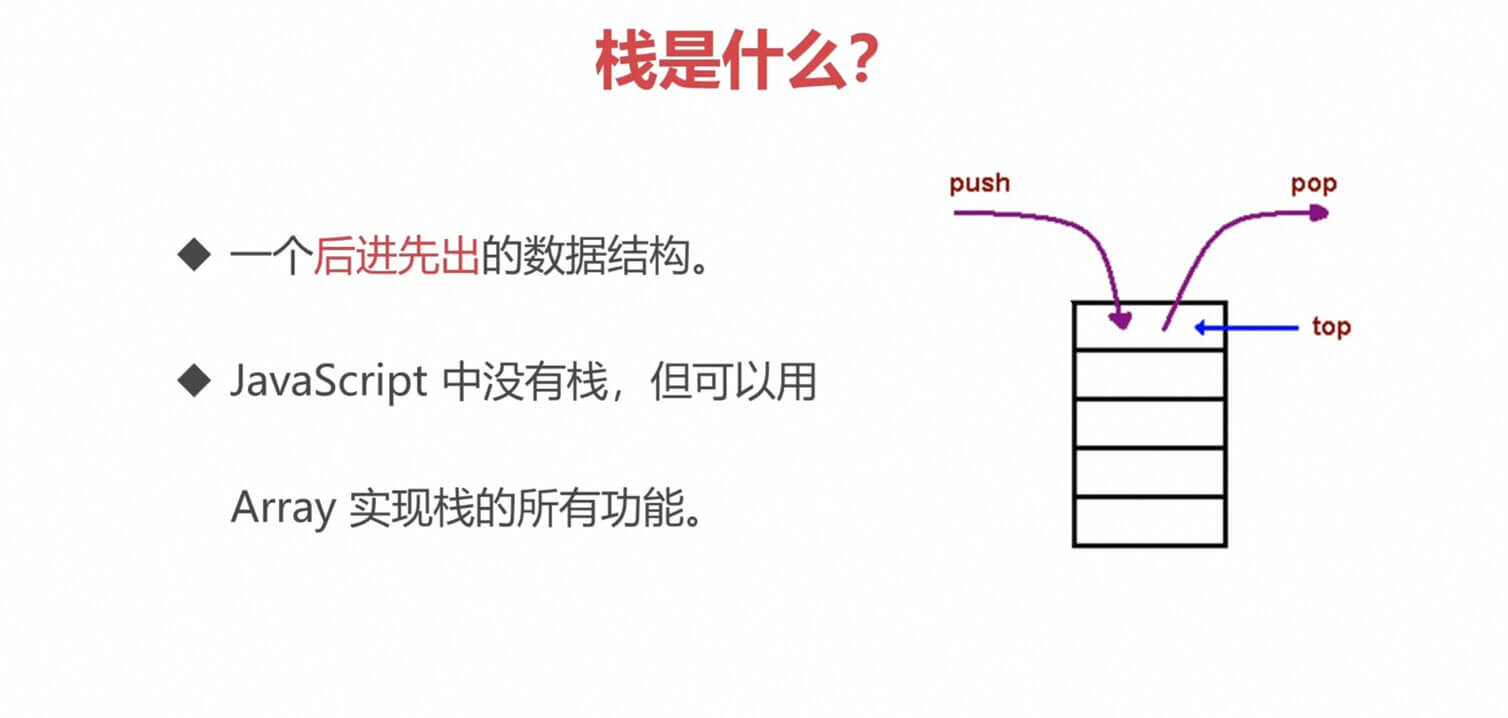 栈是什么?
一个后进先出的数据结构。
JavaScript 中没有栈，但可以用
Array 实现栈的所有功能。
push
pop
top